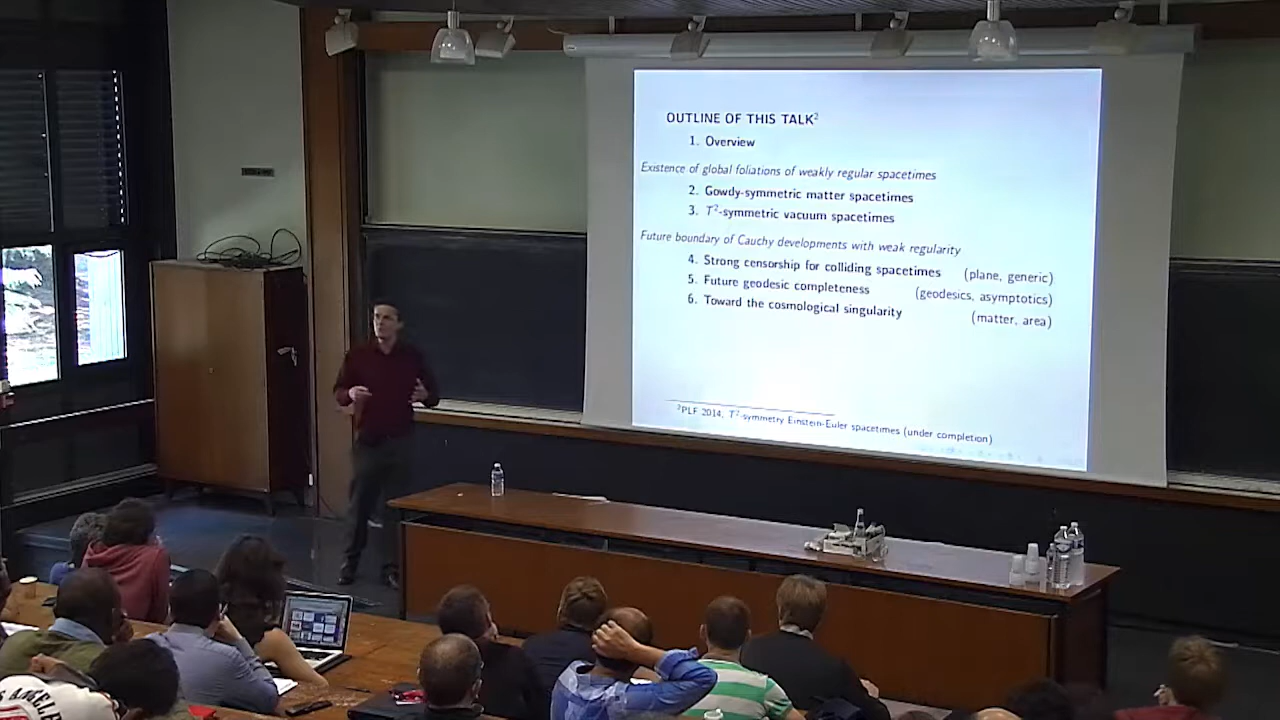 OUTLINE OF THIS TALK²
1. Overview
Existence of global foliations of weakly regular spacetimes
2. Gowdy-symmetric matter spacetimes
3. T²-symmetric vacuum spacetimes
Future boundary of Cauchy developments with weak regularity
4. Strong censorship for colliding spacetimes (plane, generic)
5. Future geodesic completeness (geodesics, asymptotics)
6. Toward the cosmological singularity (matter, area)
²PLF 2014, T²-symmetry Einstein-Euler spacetimes (under completion)
ANGELES